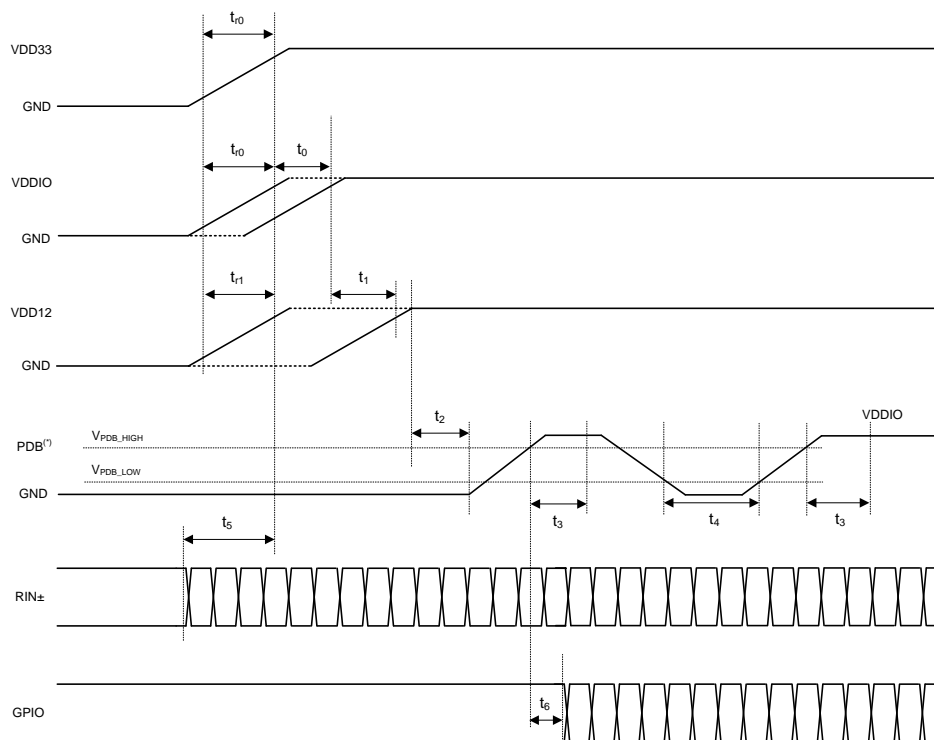 tr0
VDD33
GND
tr0
t0
VDDIO
GND
tr1
t1
VDD12
GND
t2
VDDIO
VPDB_HIGH
PDB(*)
VPDB_LOW
GND
t3
t4
t3
t5
RIN±
t6
GPIO